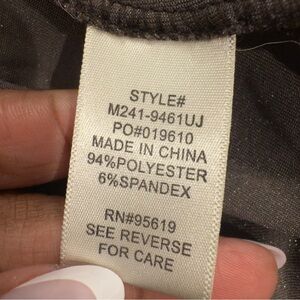 STYLE#
M241-9461UJ
PO#019610
MADE IN CHINA
94%POLYESTER
6%SPANDEX
RN#95619
SEE REVERSE
FOR CARE